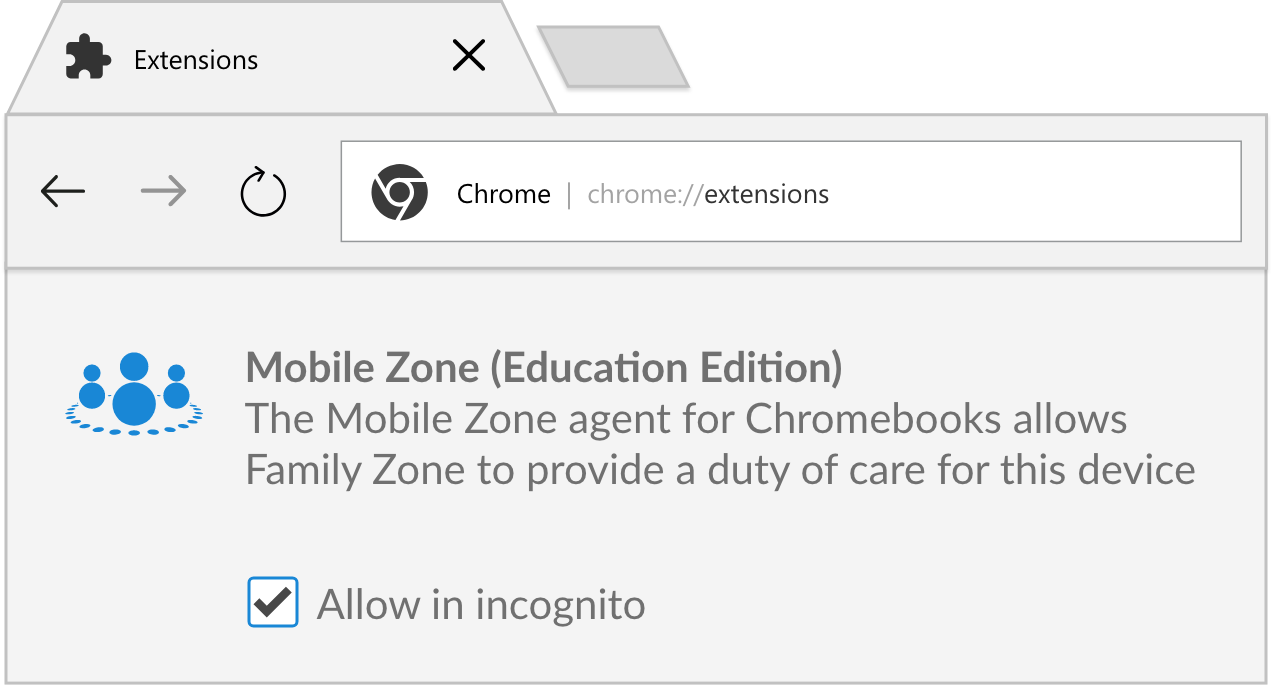 Extensions
Chrome | chrome://extensions
Mobile Zone (Education Edition)
The Mobile Zone agent for Chromebooks allows
Family Zone to provide a duty of care for this device
Allow in incognito